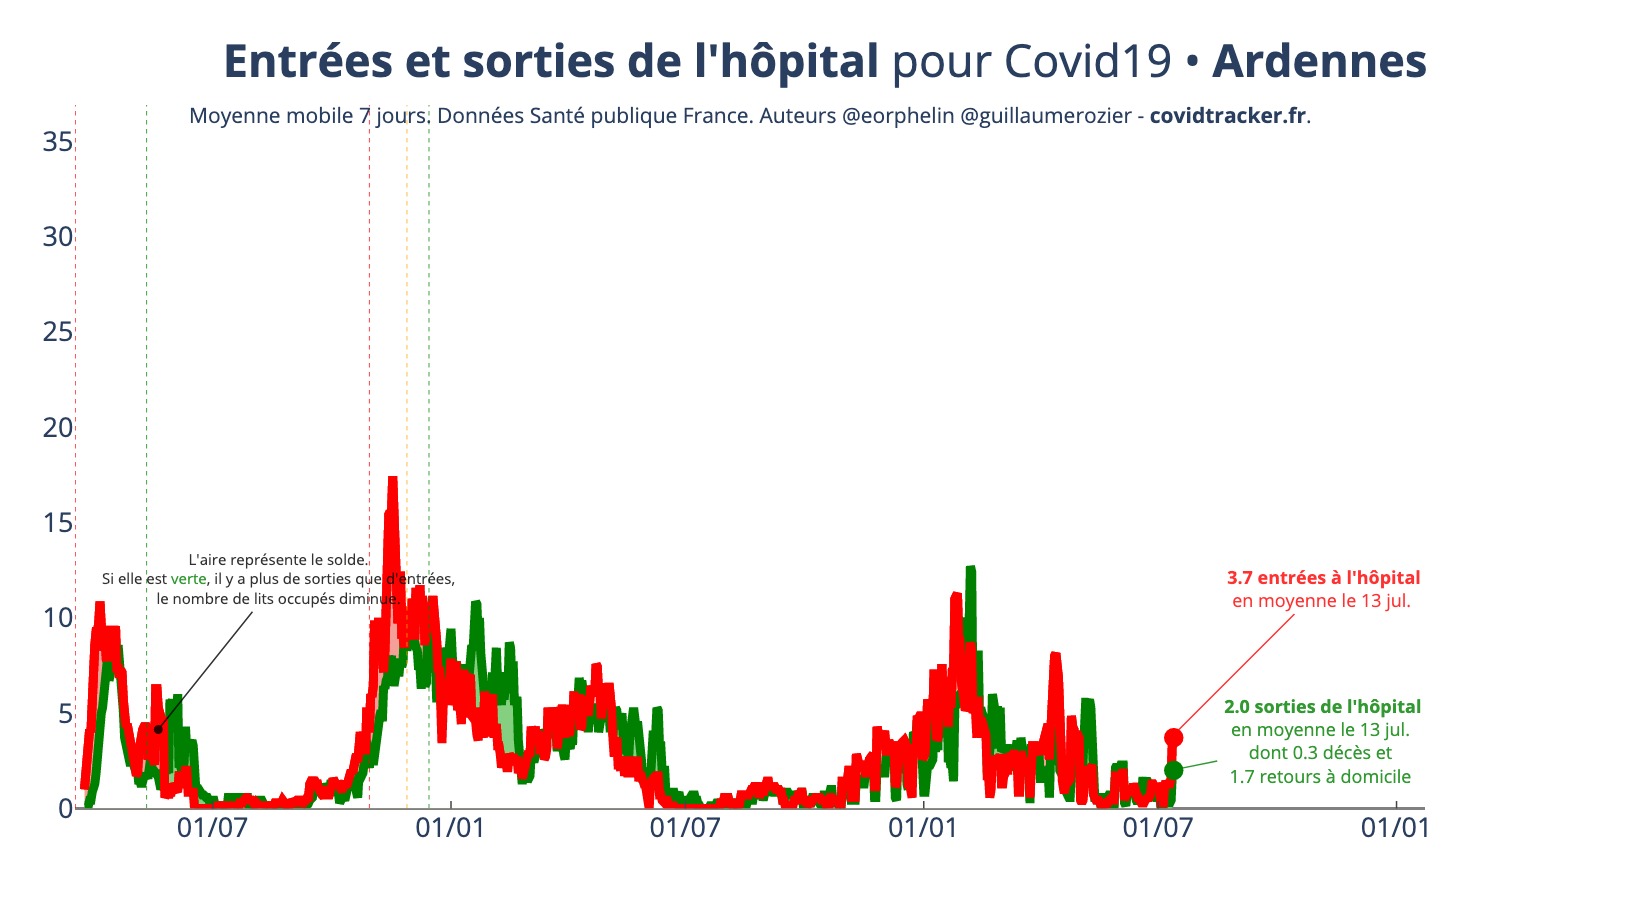 Entrées et sorties de l'hôpital pour Covid19 • Ardennes
Moyenne mobile 7 jours. Données Santé publique France. Auteurs @eorphelin @guillaumerozier - covidtracker.fr.
35
30
25
20
15
10
5
0
L'aire représente le solde.
Si elle est verte, il y a plus de sorties que d'entrées,
le nombre de lits occupés diminue.
3.7 entrées à l'hôpital
en moyenne le 13 jul.
2.0 sorties de l'hôpital
en moyenne le 13 jul.
dont 0.3 décès et
1.7 retours à domicile
01/07
01/01
01/07
01/01
01/07
01/01